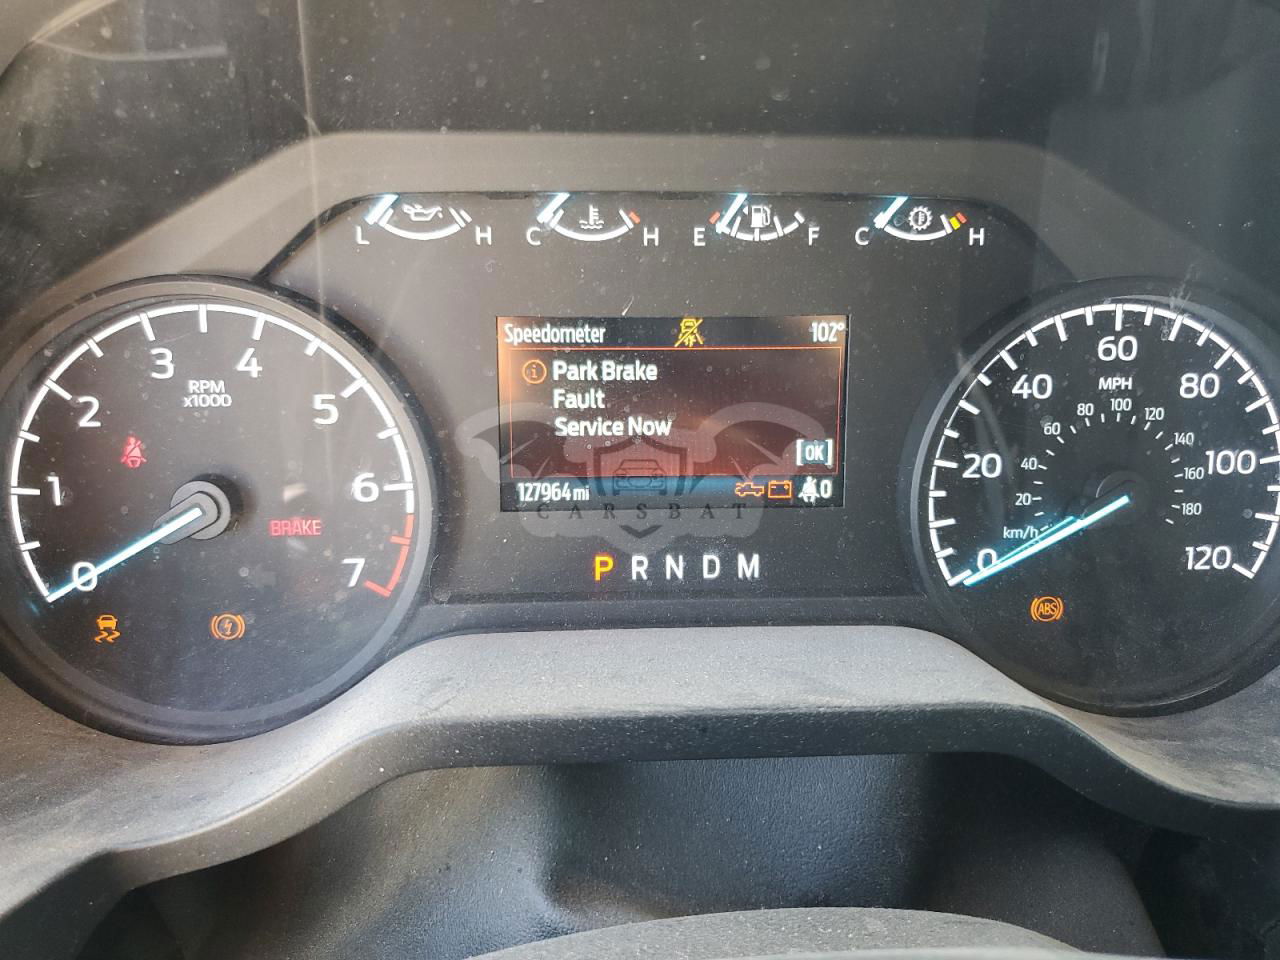 L H C H E F C H
Speedometer 102°
Park Brake
Fault
Service Now
[OK]
127964 mi 0
CARSBAT
P R N D M
0 1 2 3 4 5 6 7
RPM
x1000
BRAKE
0 20 40 60 80 100 120
MPH
20 40 60 80 100 120 140 160 180
km/h
ABS